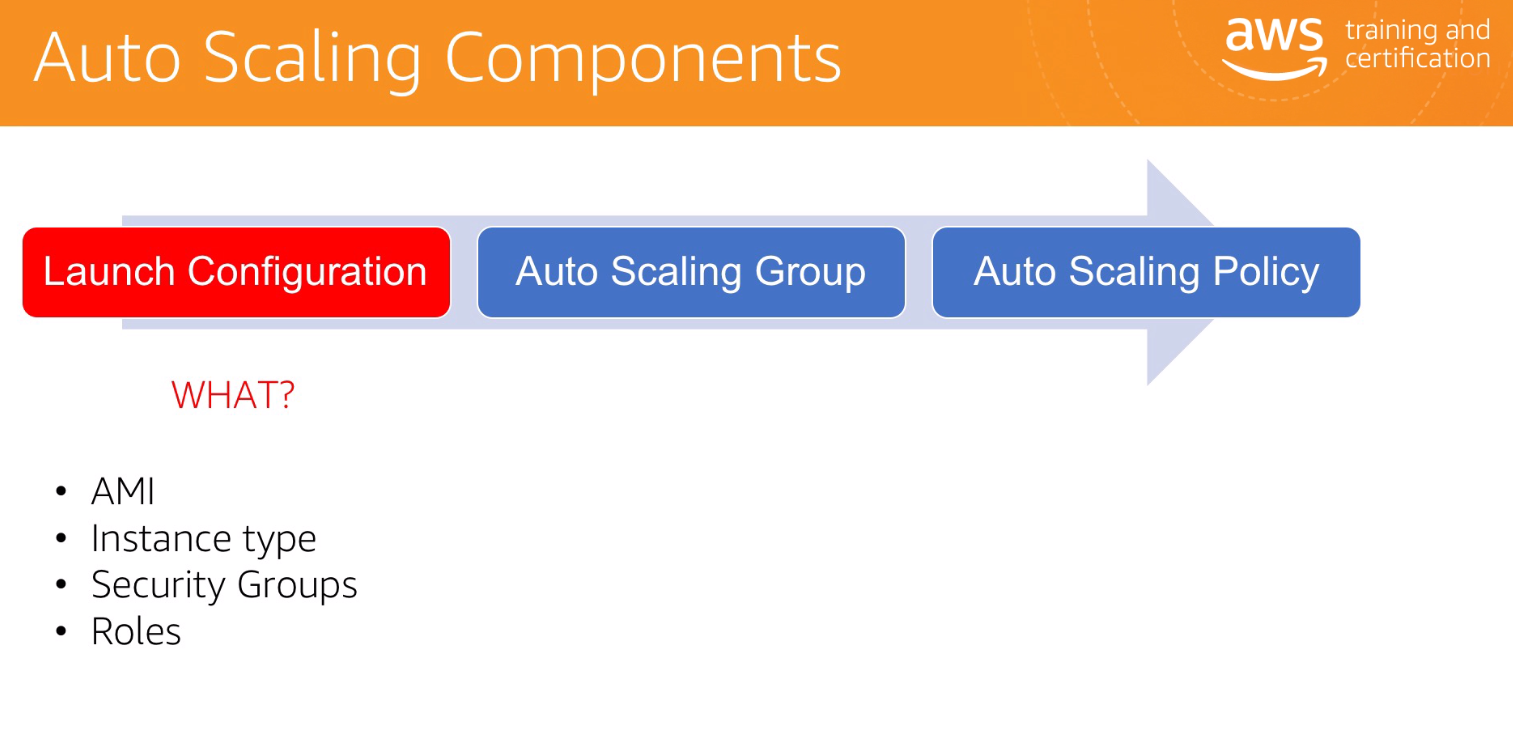 Auto Scaling Components
aws
training and
certification
Launch Configuration
Auto Scaling Group
Auto Scaling Policy
WHAT?
• AMI
• Instance type
• Security Groups
• Roles